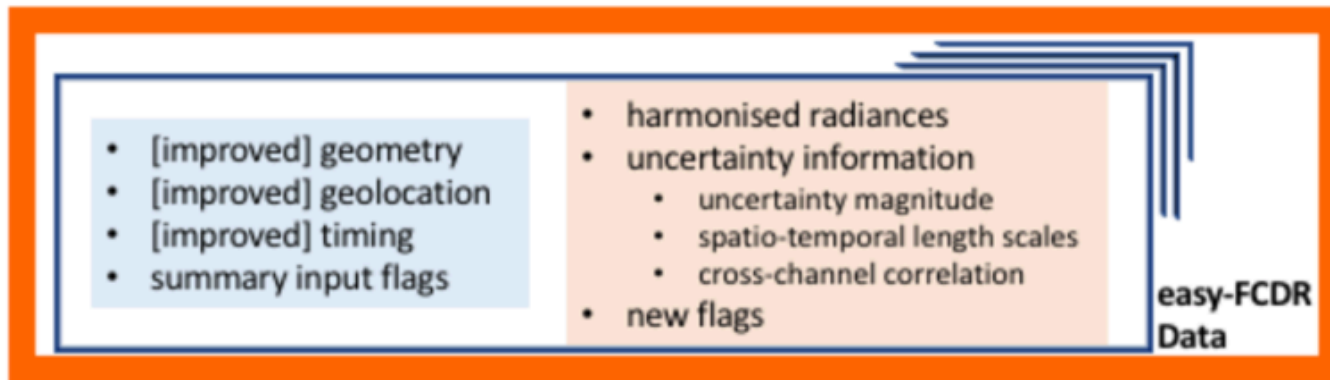 • [improved] geometry
• [improved] geolocation
• [improved] timing
• summary input flags
• harmonised radiances
• uncertainty information
• uncertainty magnitude
• spatio-temporal length scales
• cross-channel correlation
• new flags
easy-FCDR
Data